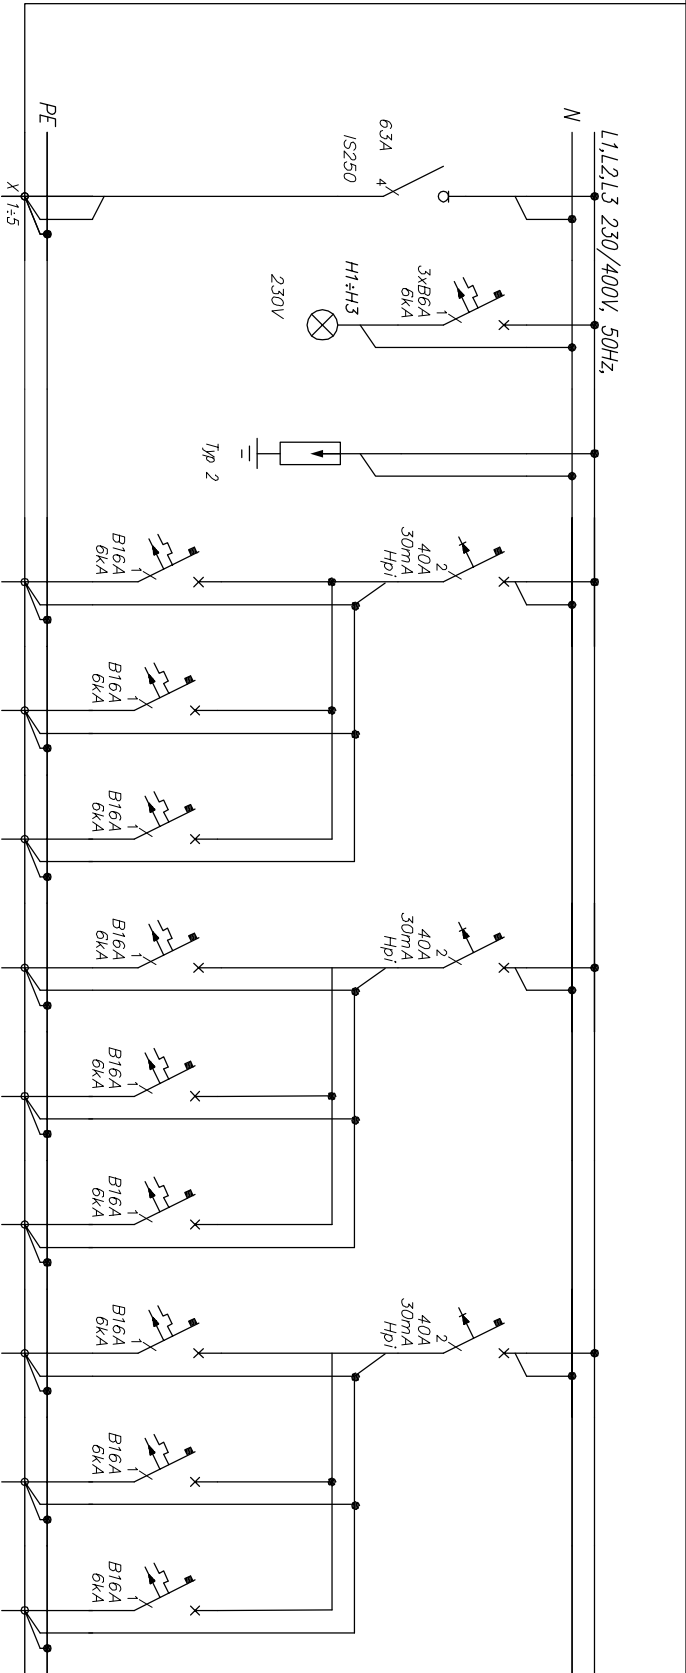 L1,L2,L3 230/400V, 50Hz,
N
PE
63A
IS250
4
X 1÷5
3xB6A
6kA
1
H1÷H3
230V
Typ 2
40A
30mA
Hpi
2
B16A
6kA
1
B16A
6kA
1
B16A
6kA
1
40A
30mA
Hpi
2
B16A
6kA
1
B16A
6kA
1
B16A
6kA
1
40A
30mA
Hpi
2
B16A
6kA
1
B16A
6kA
1
B16A
6kA
1